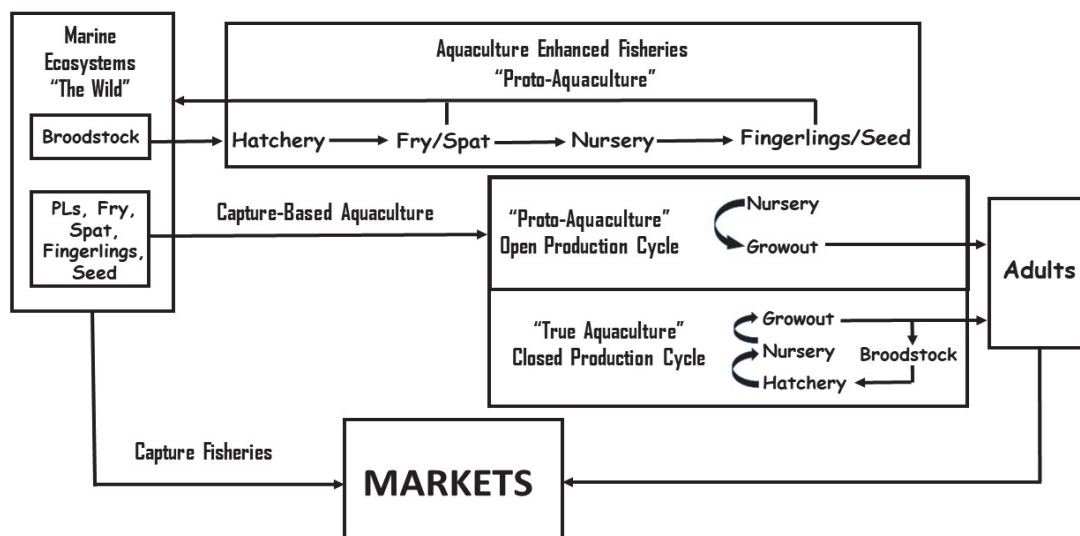 Marine
Ecosystems
“The Wild”
Broodstock
PLs, Fry,
Spat,
Fingerlings,
Seed
Aquaculture Enhanced Fisheries
“Proto-Aquaculture”
Hatchery
Fry/Spat
Nursery
Fingerlings/Seed
Capture-Based Aquaculture
“Proto-Aquaculture”
Open Production Cycle
Nursery
Growout
“True Aquaculture”
Closed Production Cycle
Growout
Nursery
Hatchery
Broodstock
Adults
Capture Fisheries
MARKETS